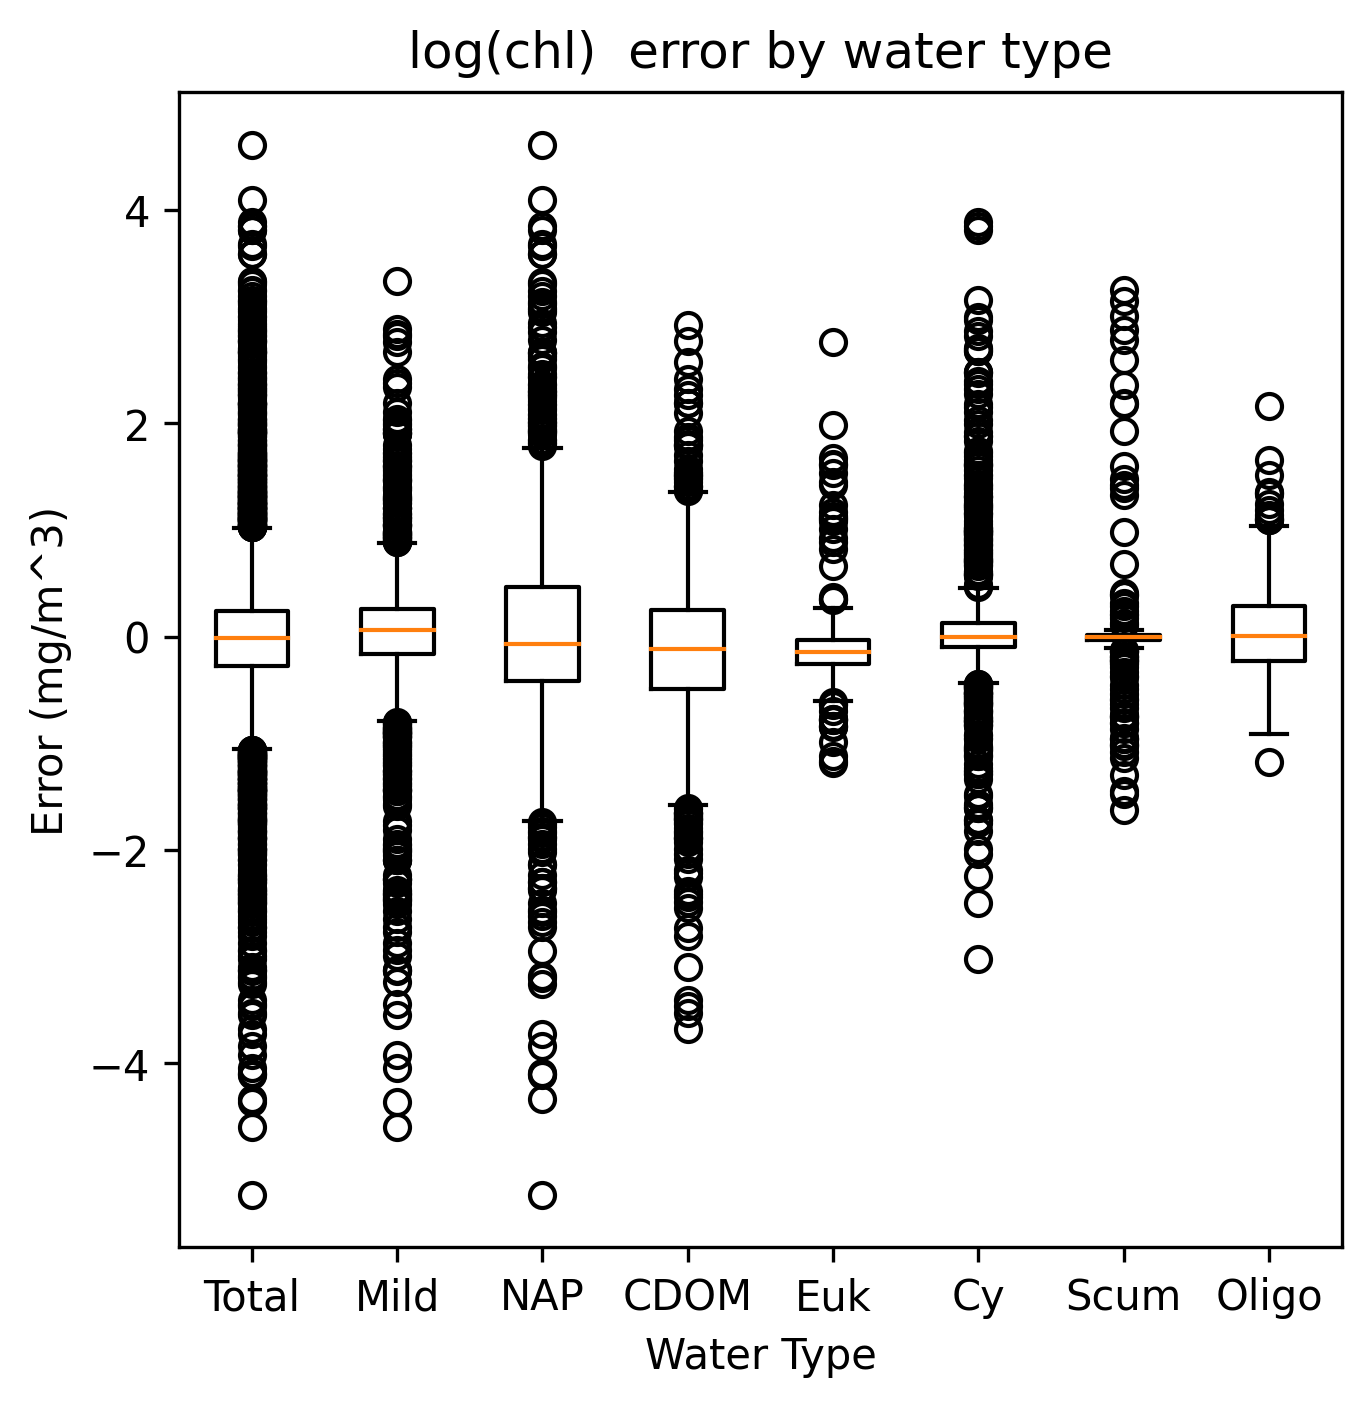 log(chl)  error by water type
Error (mg/m^3)
4
2
0
−2
−4
Total Mild NAP CDOM Euk Cy Scum Oligo
Water Type